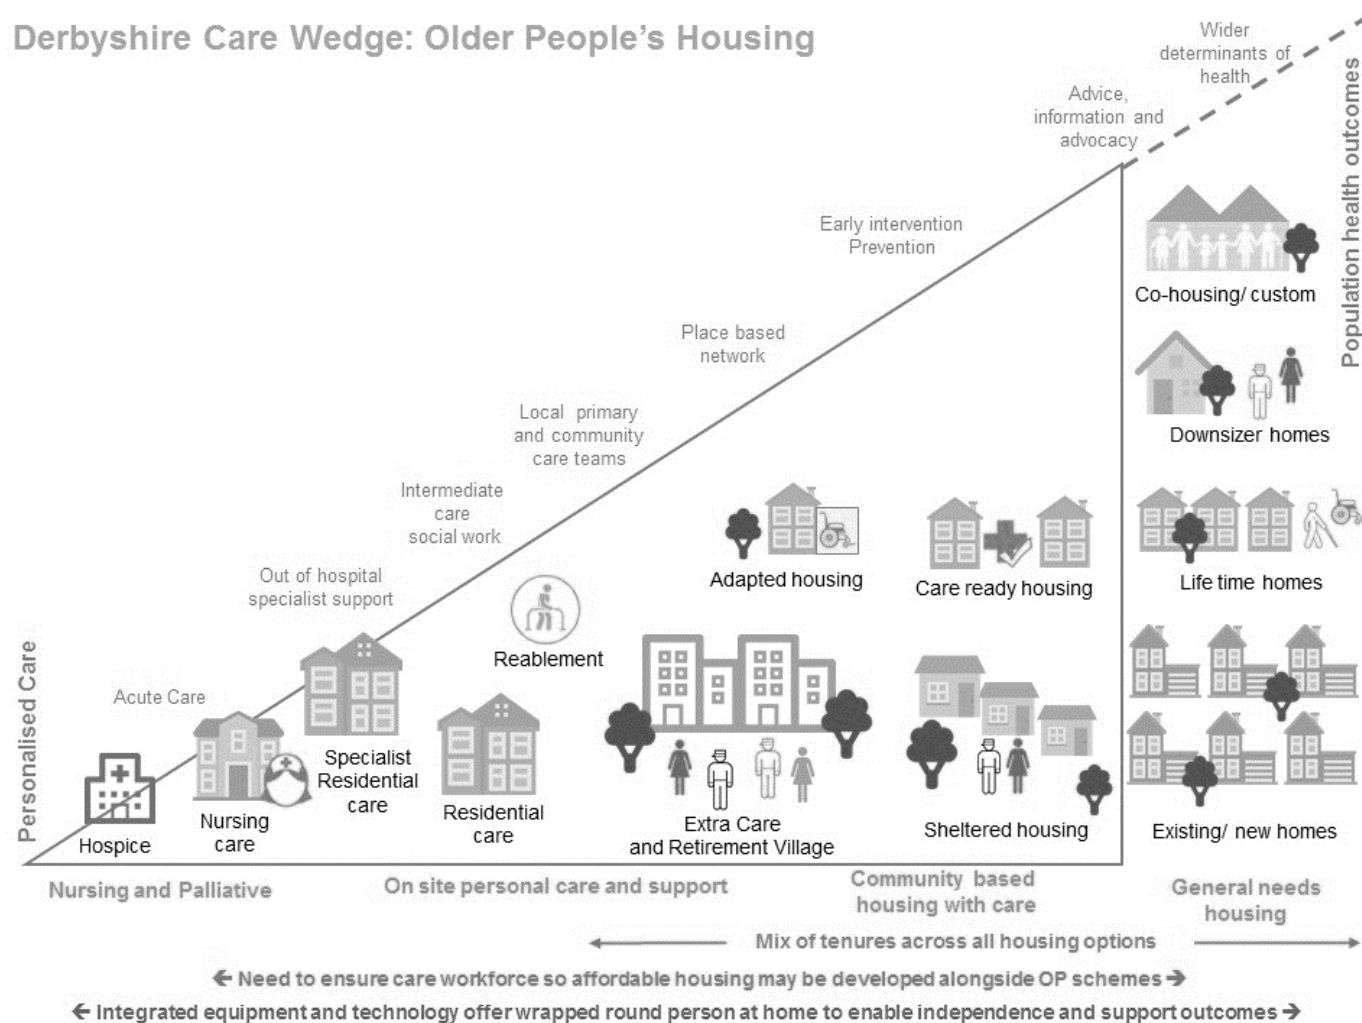 Derbyshire Care Wedge: Older People's Housing
Wider
determinants of
health
Advice,
information and
advocacy
Population health outcomes
Early intervention
Prevention
Co-housing/ custom
Place based
network
Downsizer homes
Local primary
and community
care teams
Intermediate
care
social work
Adapted housing
Care ready housing
Life time homes
Out of hospital
specialist support
Reablement
Personalised Care
Acute Care
Specialist
Residential
care
Residential
care
Nursing
care
Hospice
Extra Care
and Retirement Village
Sheltered housing
Existing/ new homes
Nursing and Palliative
On site personal care and support
Community based
housing with care
General needs
housing
Mix of tenures across all housing options
← Need to ensure care workforce so affordable housing may be developed alongside OP schemes →
← Integrated equipment and technology offer wrapped round person at home to enable independence and support outcomes →